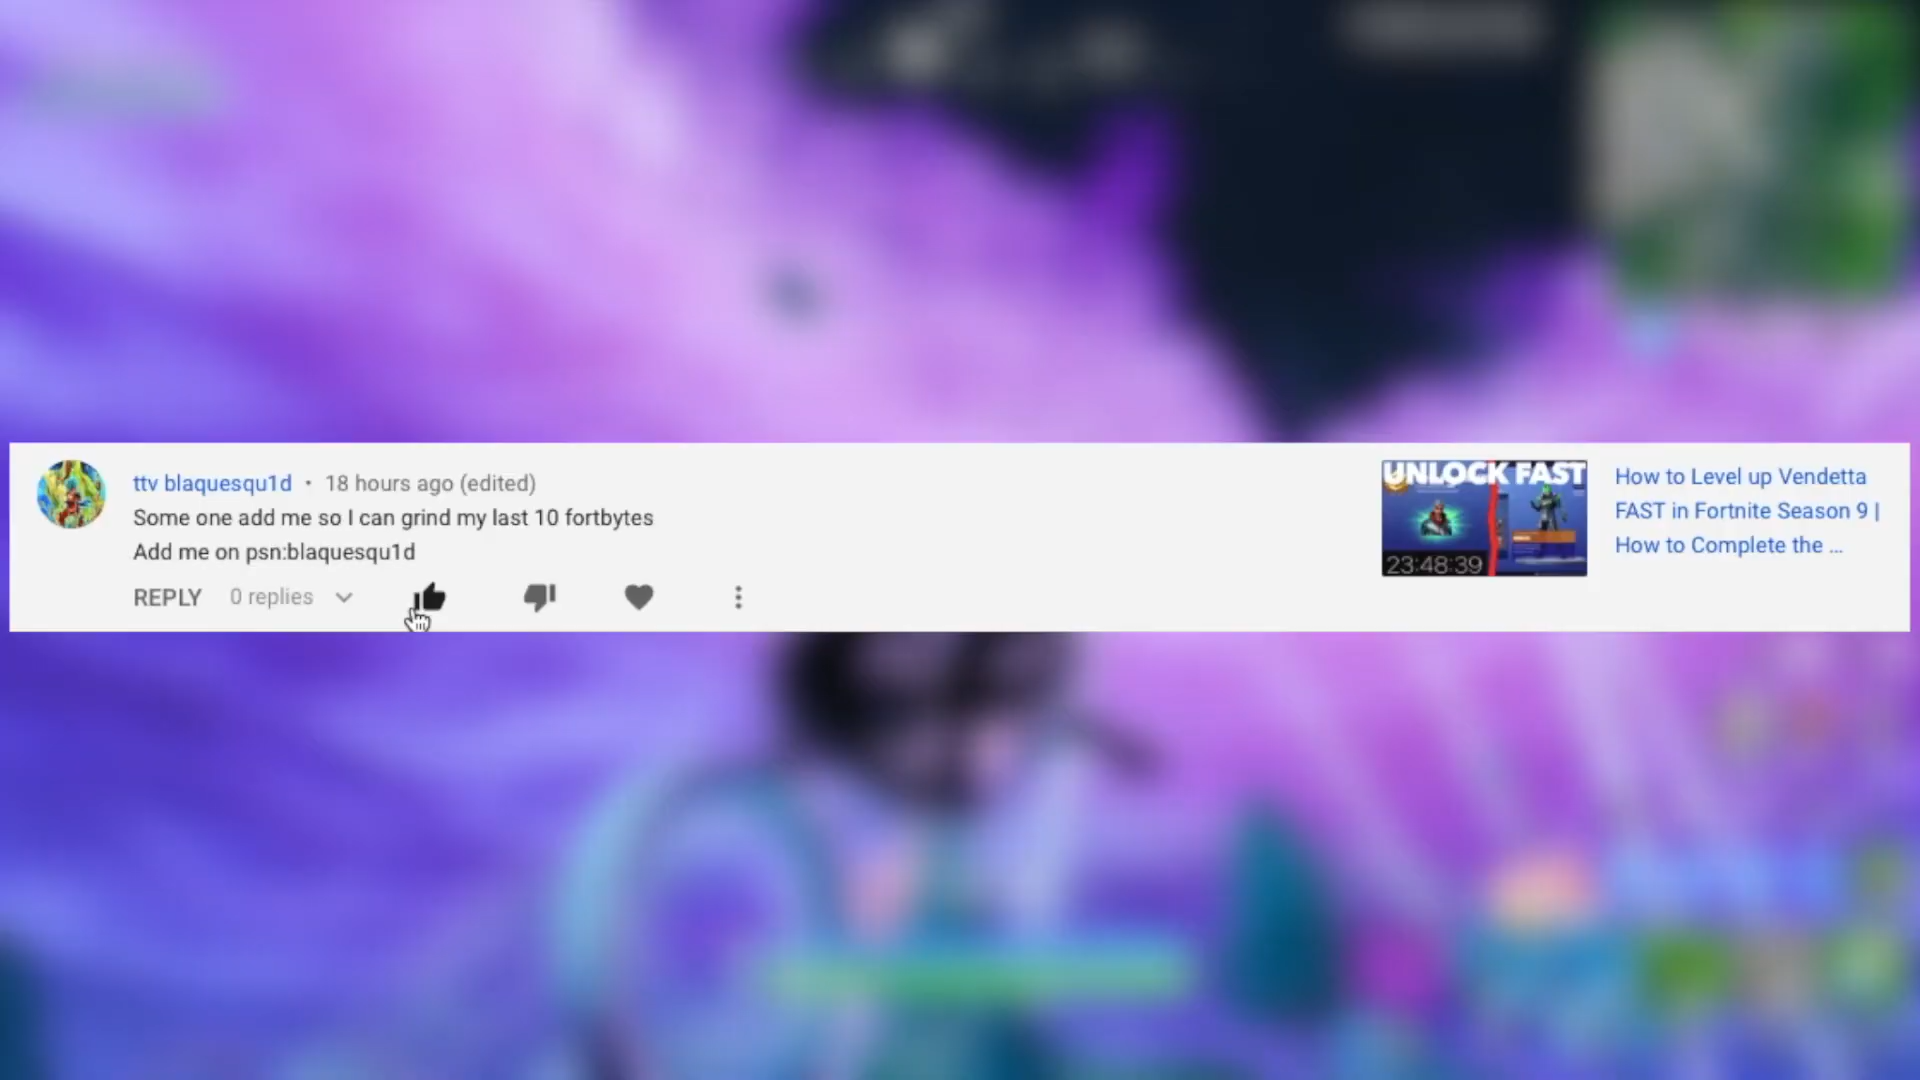 ttv blaquesqu1d • 18 hours ago (edited)
Some one add me so I can grind my last 10 fortbytes
Add me on psn:blaquesqu1d
REPLY 0 replies
UNLOCK FAST
23:48:39
How to Level up Vendetta
FAST in Fortnite Season 9 |
How to Complete the ...